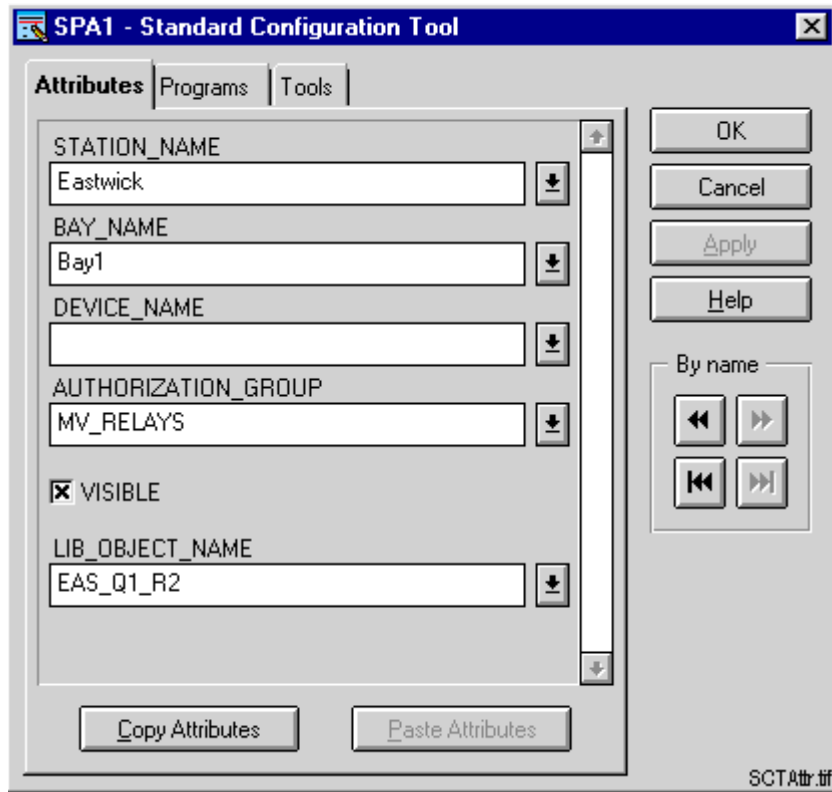 SPA1 - Standard Configuration Tool
Attributes Programs Tools
STATION_NAME
Eastwick
BAY_NAME
Bay1
DEVICE_NAME
AUTHORIZATION_GROUP
MV_RELAYS
VISIBLE
LIB_OBJECT_NAME
EAS_Q1_R2
Copy Attributes Paste Attributes
OK
Cancel
Apply
Help
By name
SCTAttr.tif